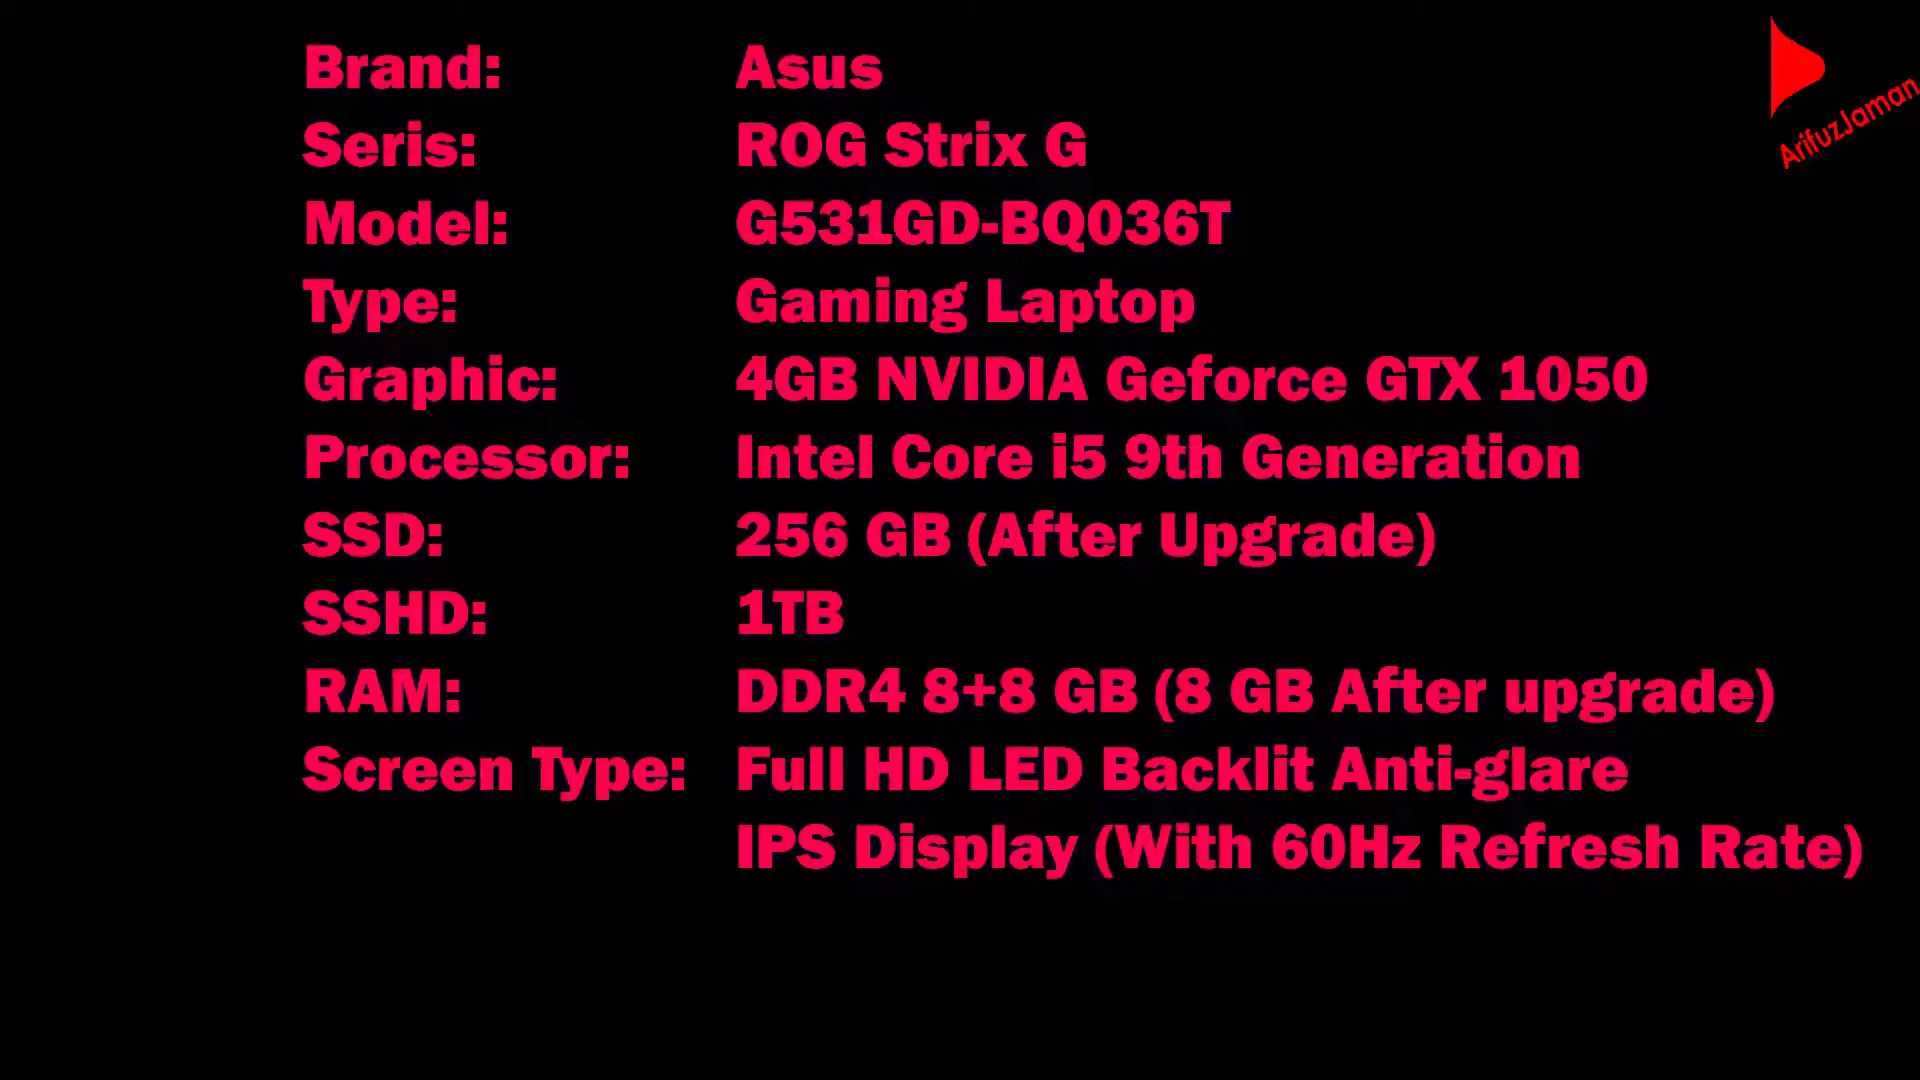 Brand: Asus
Seris: ROG Strix G
Model: G531GD-BQ036T
Type: Gaming Laptop
Graphic: 4GB NVIDIA Geforce GTX 1050
Processor: Intel Core i5 9th Generation
SSD: 256 GB (After Upgrade)
SSHD: 1TB
RAM: DDR4 8+8 GB (8 GB After upgrade)
Screen Type: Full HD LED Backlit Anti-glare
IPS Display (With 60Hz Refresh Rate)
ArifuzJaman